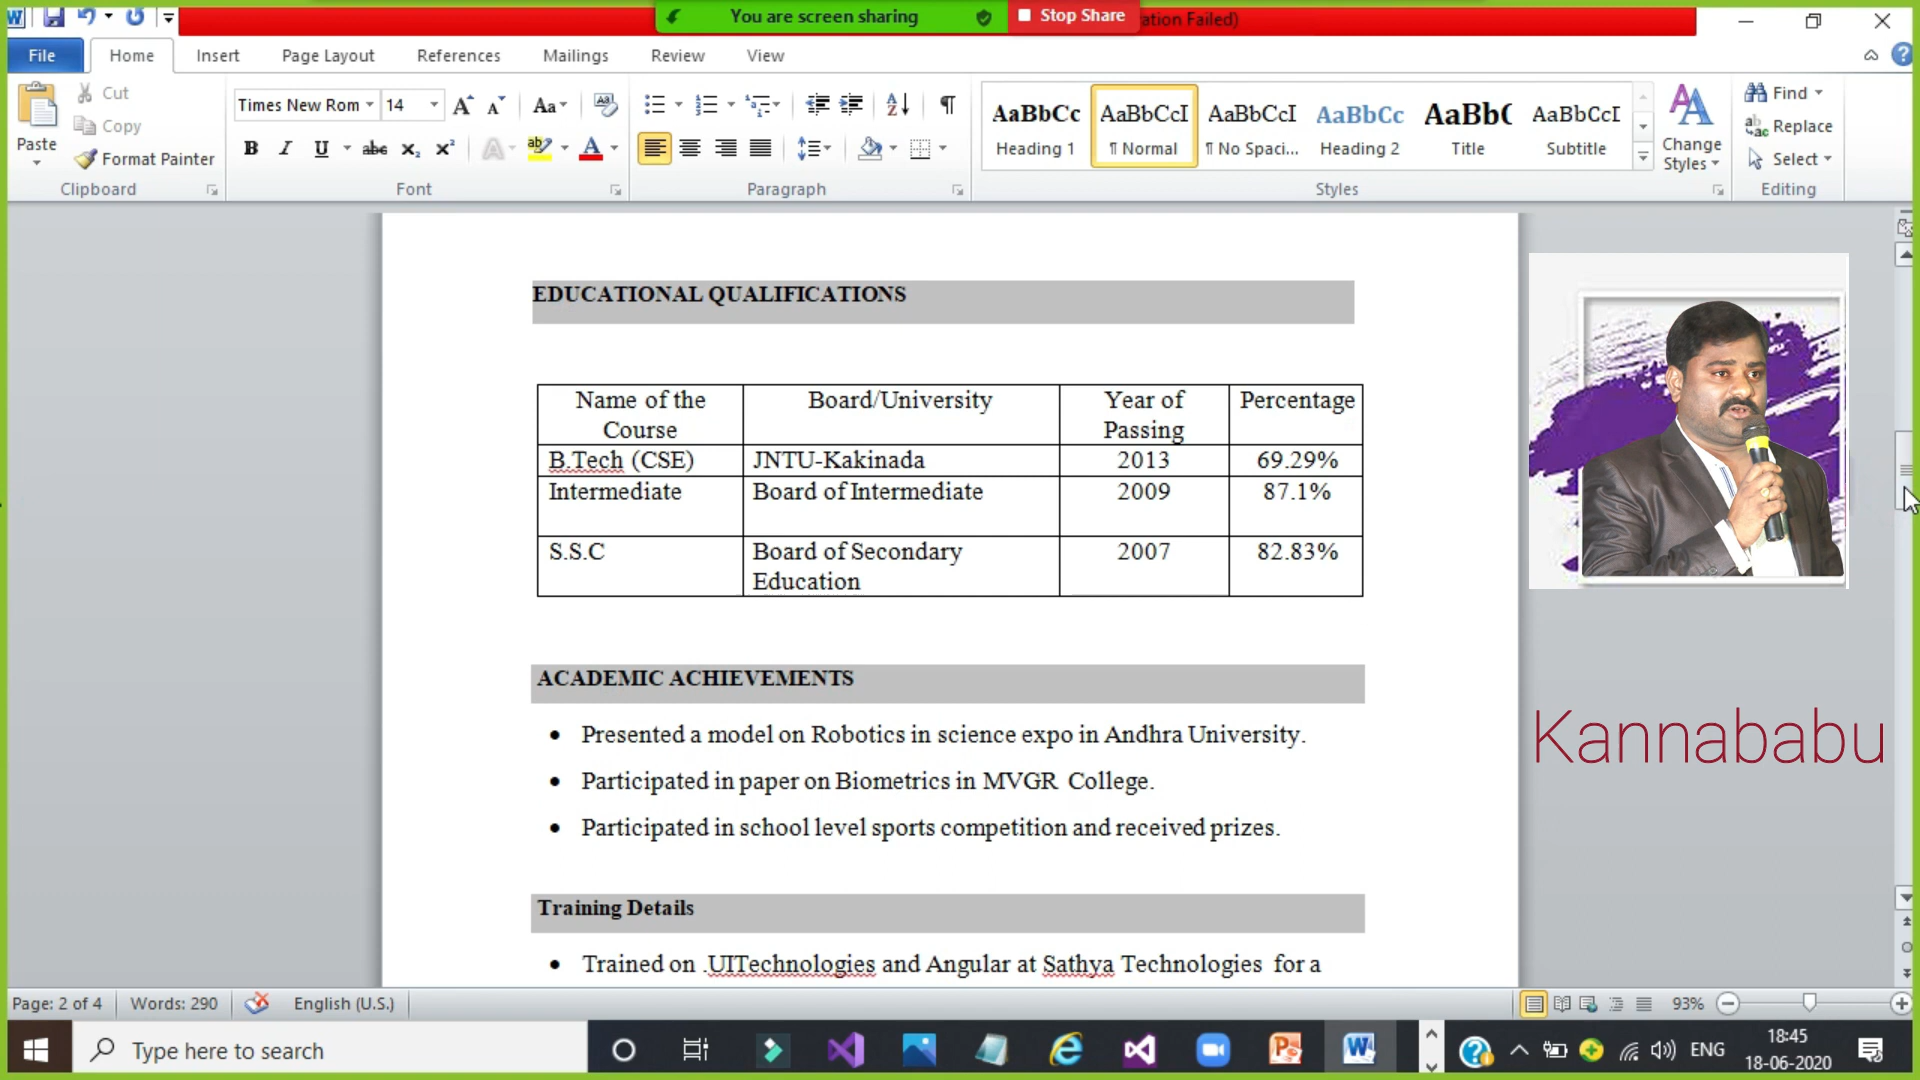 You are screen sharing
Stop Share
ation Failed)
File Home Insert Page Layout References Mailings Review View
Paste
Cut
Copy
Format Painter
Clipboard
Times New Rom 14
Font
Paragraph
AaBbCc AaBbCcI AaBbCcI AaBbCc AaBb( AaBbCcI
Heading 1 ¶ Normal ¶ No Spaci... Heading 2 Title Subtitle
Styles
Change
Styles
Find
Replace
Select
Editing
EDUCATIONAL QUALIFICATIONS
Name of the Course Board/University Year of Passing Percentage
B.Tech (CSE) JNTU-Kakinada 2013 69.29%
Intermediate Board of Intermediate 2009 87.1%
S.S.C Board of Secondary Education 2007 82.83%
ACADEMIC ACHIEVEMENTS
• Presented a model on Robotics in science expo in Andhra University.
• Participated in paper on Biometrics in MVGR College.
• Participated in school level sports competition and received prizes.
Training Details
• Trained on .UITechnologies and Angular at Sathya Technologies for a
Kannababu
Page: 2 of 4 Words: 290 English (U.S.) 93%
Type here to search
ENG
18:45
18-06-2020